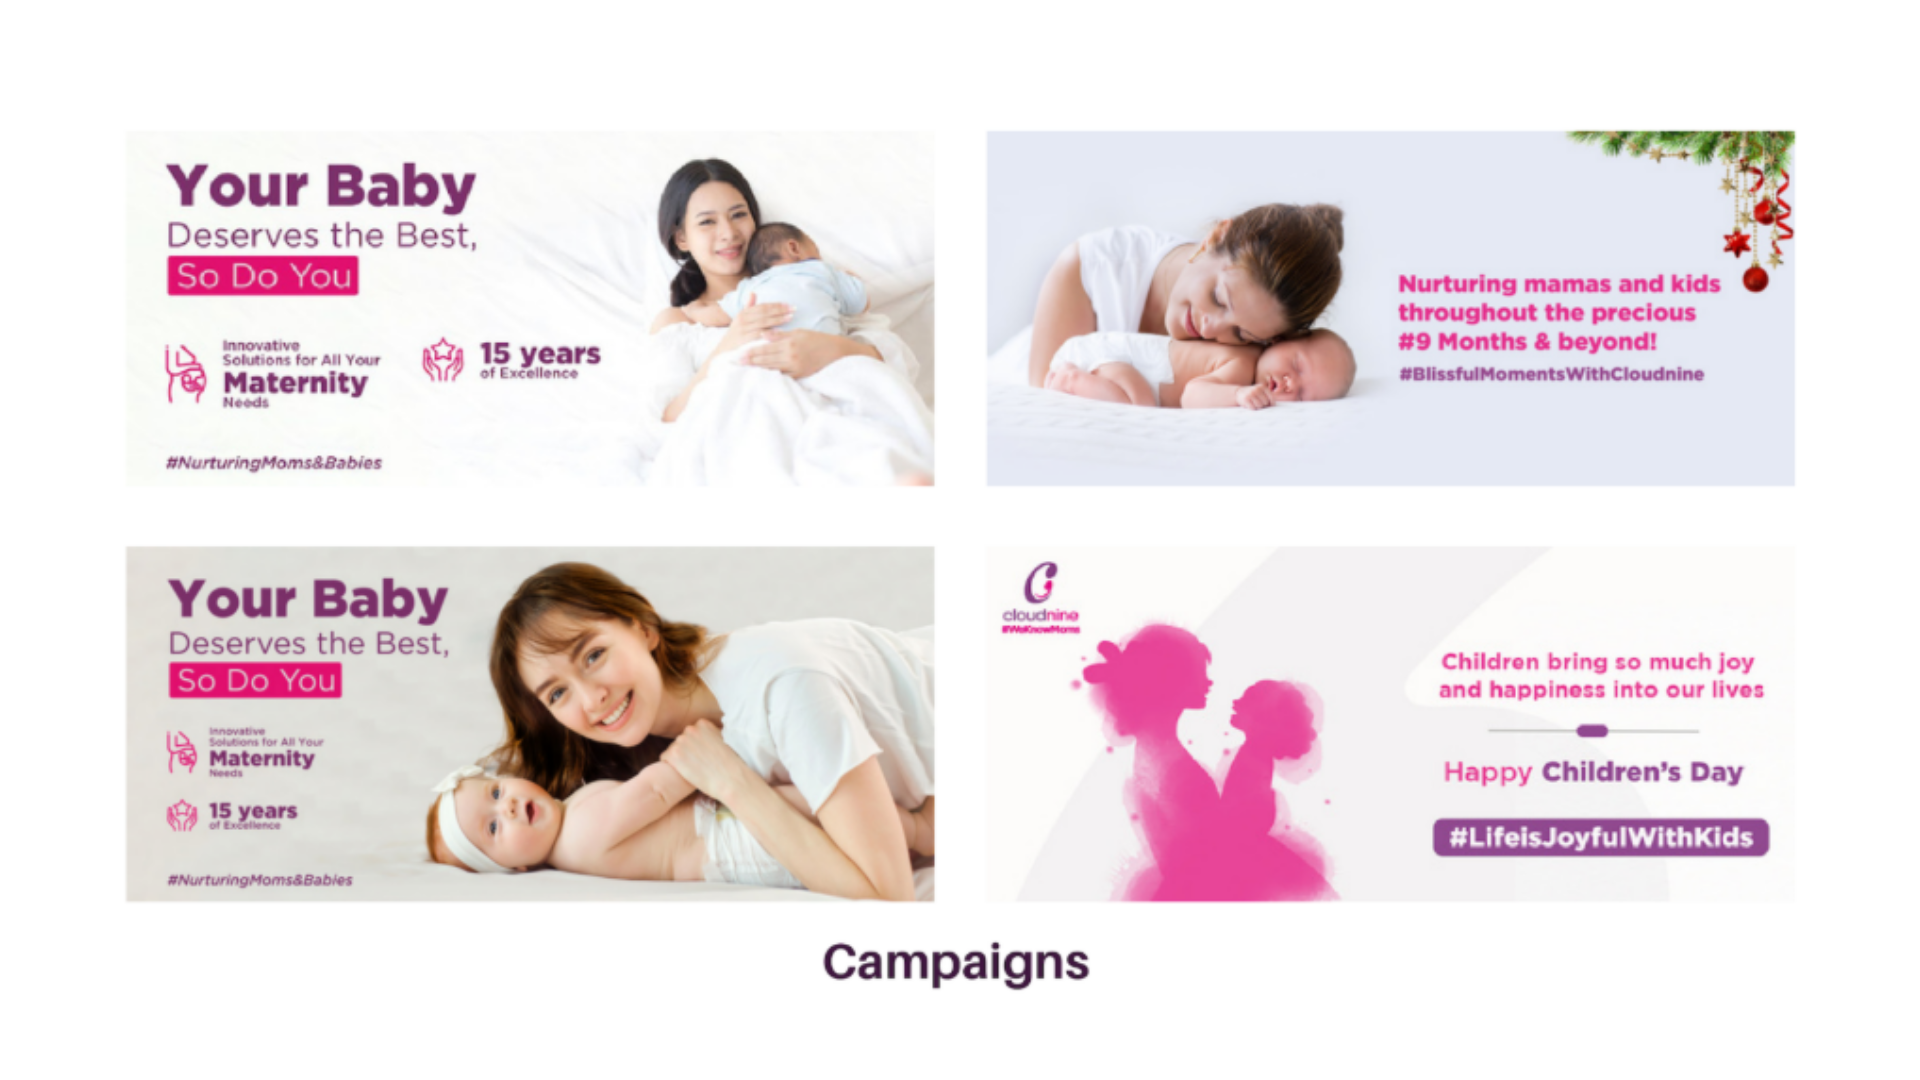 Your Baby
Deserves the Best,
So Do You
Innovative
Solutions for All Your
Maternity
Needs
15 years
of Excellence
#NurturingMoms&Babies
Nurturing mamas and kids
throughout the precious
#9 Months & beyond!
#BlissfulMomentsWithCloudnine
Your Baby
Deserves the Best,
So Do You
Innovative
Solutions for All Your
Maternity
Needs
15 years
of Excellence
#NurturingMoms&Babies
cloudnine
#WeKnowMoms
Children bring so much joy
and happiness into our lives
Happy Children's Day
#LifeisJoyfulWithKids
Campaigns